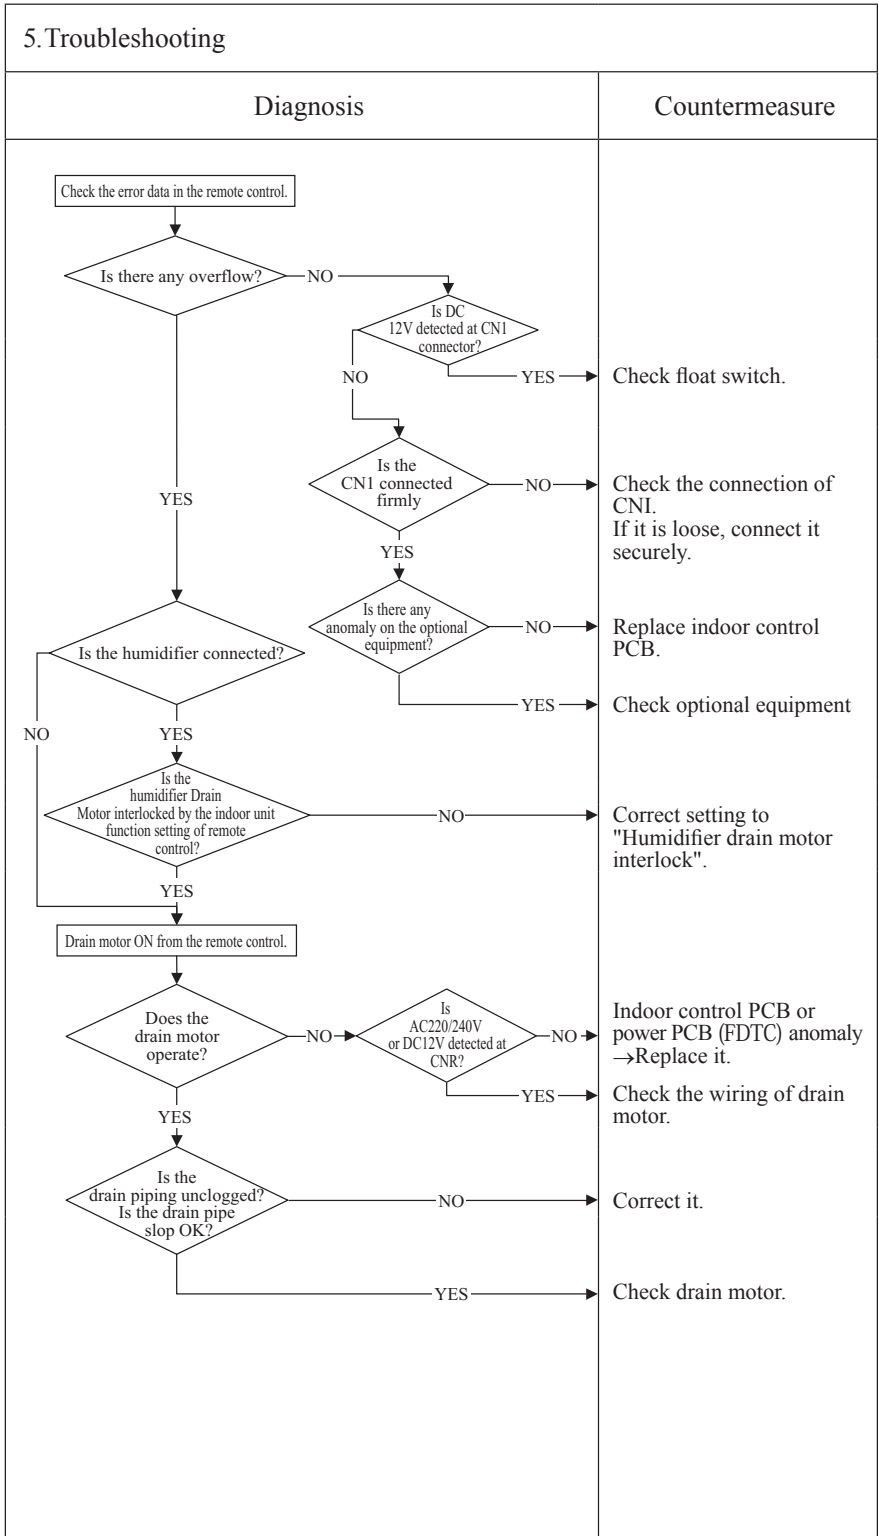 5.Troubleshooting
Diagnosis
Countermeasure
Check the error data in the remote control.
Is there any overflow?
NO
Is DC
12V detected at CN1
connector?
NO
YES
Check float switch.
Is the
CN1 connected
firmly
NO
Check the connection of
CNI.
If it is loose, connect it
securely.
YES
YES
Is there any
anomaly on the optional
equipment?
NO
Replace indoor control
PCB.
YES
Check optional equipment
Is the humidifier connected?
NO
YES
Is the
humidifier Drain
Motor interlocked by the indoor unit
function setting of remote
control?
NO
Correct setting to
"Humidifier drain motor
interlock".
YES
Drain motor ON from the remote control.
Does the
drain motor
operate?
NO
Is
AC220/240V
or DC12V detected at
CNR?
NO
Indoor control PCB or
power PCB (FDTC) anomaly
→Replace it.
YES
Check the wiring of drain
motor.
YES
Is the
drain piping unclogged?
Is the drain pipe
slop OK?
NO
Correct it.
YES
Check drain motor.